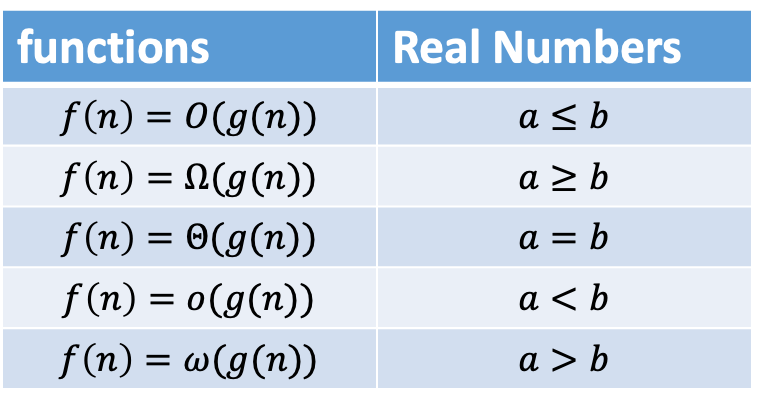 functions Real Numbers
f(n) = O(g(n)) a ≤ b
f(n) = Ω(g(n)) a ≥ b
f(n) = Θ(g(n)) a = b
f(n) = o(g(n)) a < b
f(n) = ω(g(n)) a > b